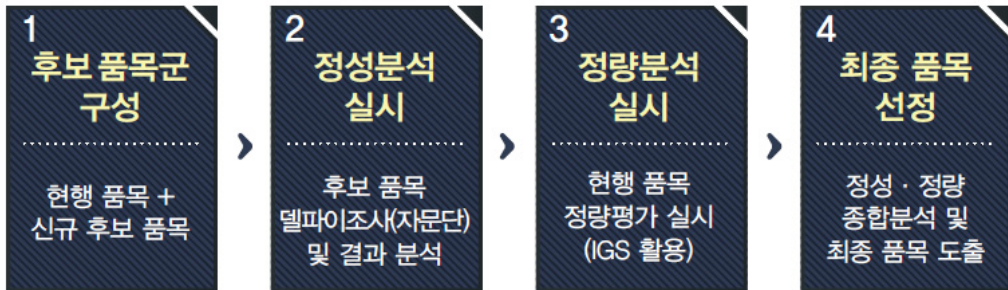 1
후보 품목군
구성
현행 품목 +
신규 후보 품목
2
정성분석
실시
후보 품목
델파이조사(자문단)
및 결과 분석
3
정량분석
실시
현행 품목
정량평가 실시
(IGS 활용)
4
최종 품목
선정
정성 · 정량
종합분석 및
최종 품목 도출